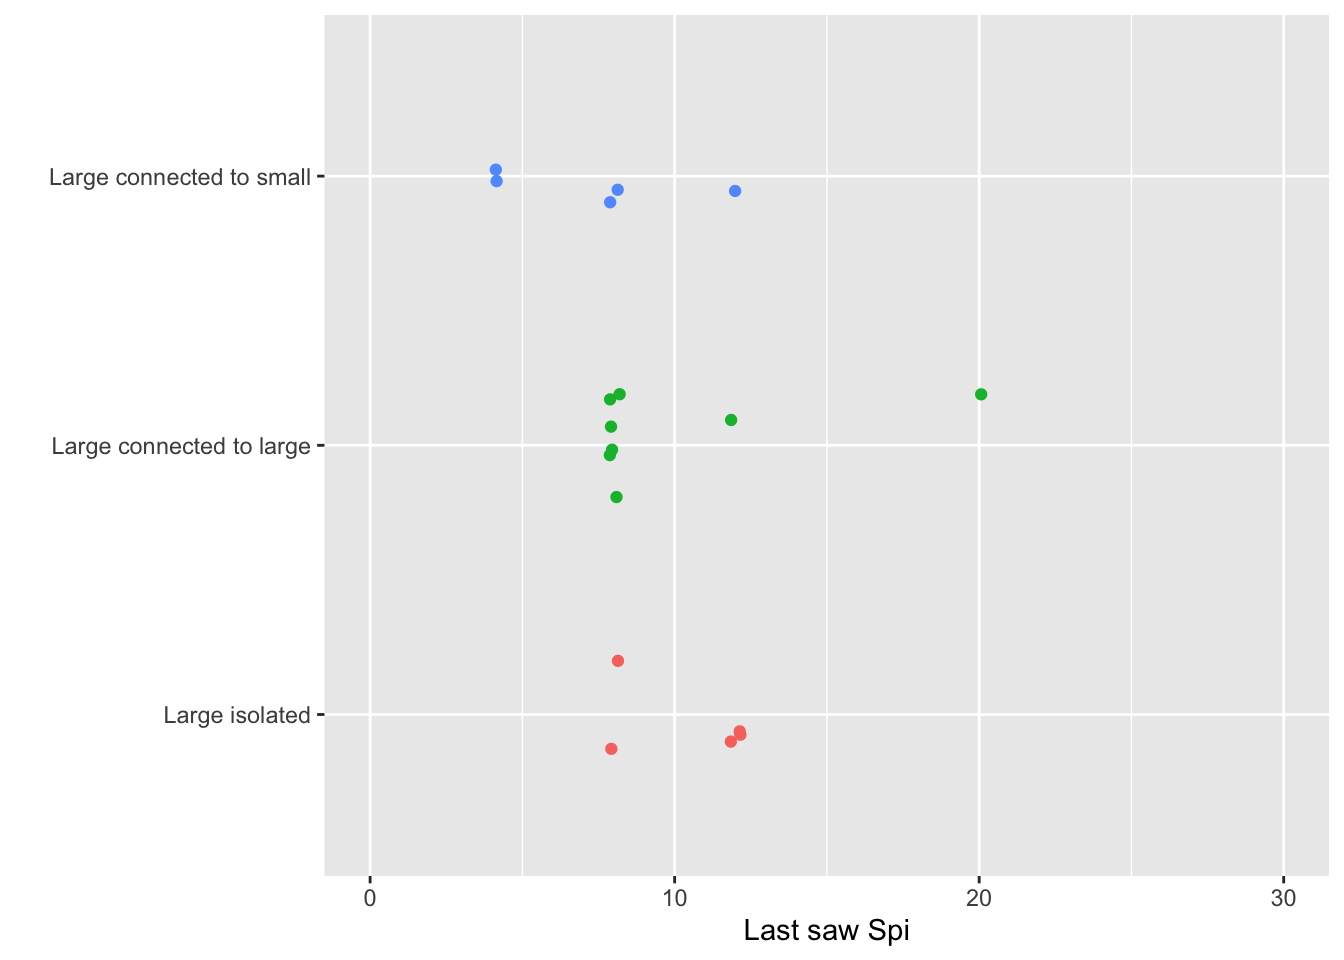 Large connected to small
Large connected to large
Large isolated
0 10 20 30
Last saw Spi